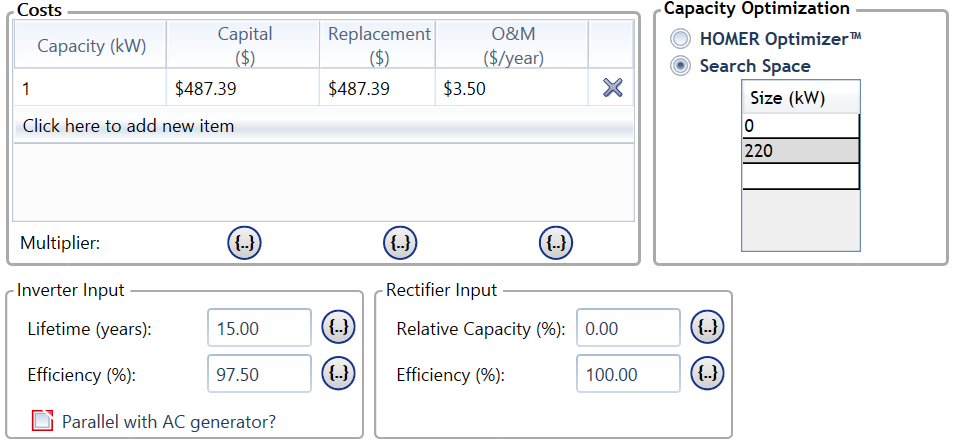 Costs
Capacity (kW) Capital ($) Replacement ($) O&M ($/year)
1 $487.39 $487.39 $3.50
Click here to add new item
Multiplier: {..} {..} {..}
Capacity Optimization
HOMER Optimizer™
Search Space
Size (kW)
0
220
Inverter Input
Lifetime (years): 15.00 {..}
Efficiency (%): 97.50 {..}
Parallel with AC generator?
Rectifier Input
Relative Capacity (%): 0.00 {..}
Efficiency (%): 100.00 {..}